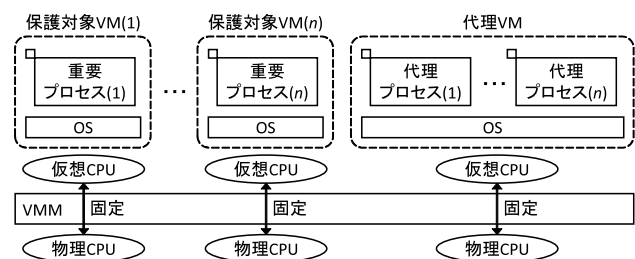 保護対象VM(1)
保護対象VM(n)
代理VM
重要
プロセス(1)
…
重要
プロセス(n)
代理
プロセス(1)
…
代理
プロセス(n)
OS
OS
OS
仮想CPU
仮想CPU
仮想CPU
VMM
固定
固定
固定
物理CPU
物理CPU
物理CPU